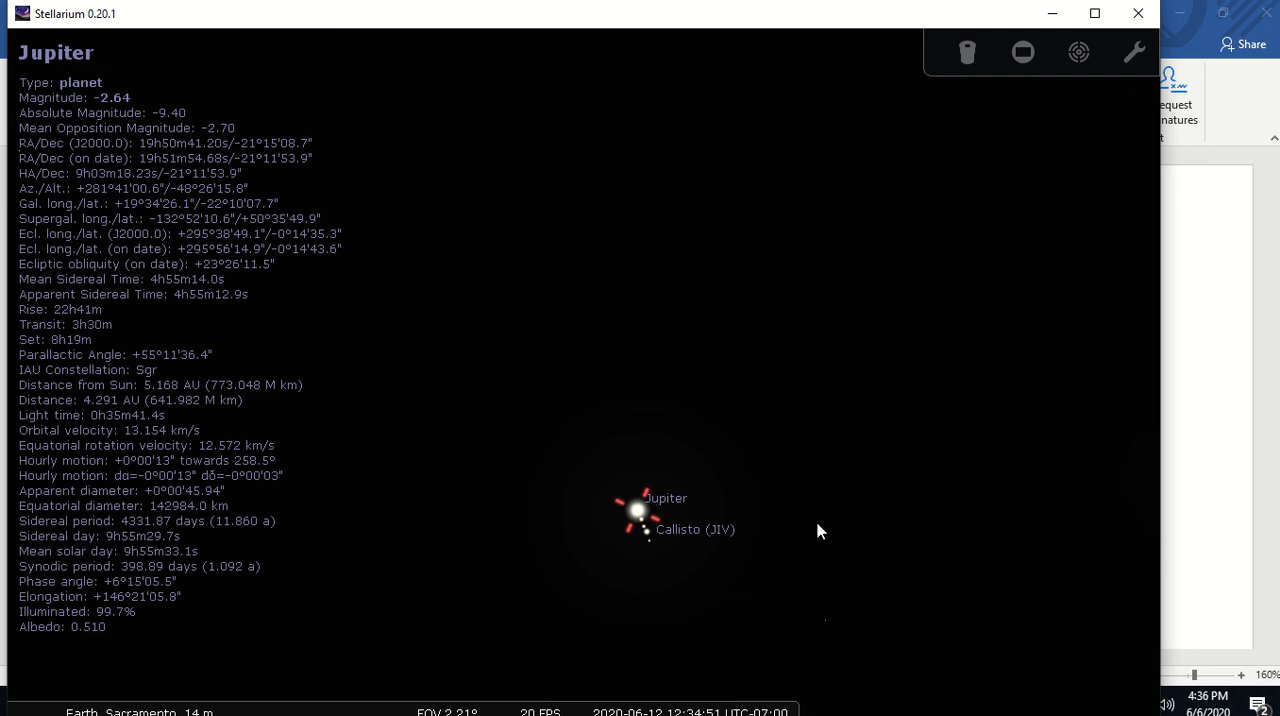 Stellarium 0.20.1
Share
Jupiter
Type: planet
Magnitude: -2.64
Absolute Magnitude: -9.40
Mean Opposition Magnitude: -2.70
RA/Dec (J2000.0): 19h50m41.20s/-21°15'08.7"
RA/Dec (on date): 19h51m54.68s/-21°11'53.9"
HA/Dec: 9h03m18.23s/-21°11'53.9"
Az./Alt.: +281°41'00.6"/-48°26'15.8"
Gal. long./lat.: +19°34'26.1"/-22°10'07.7"
Supergal. long./lat.: -132°52'10.6"/+50°35'49.9"
Ecl. long./lat. (J2000.0): +295°38'49.1"/-0°14'35.3"
Ecl. long./lat. (on date): +295°56'14.9"/-0°14'43.6"
Ecliptic obliquity (on date): +23°26'11.5"
Mean Sidereal Time: 4h55m14.0s
Apparent Sidereal Time: 4h55m12.9s
Rise: 22h41m
Transit: 3h30m
Set: 8h19m
Parallactic Angle: +55°11'36.4"
IAU Constellation: Sgr
Distance from Sun: 5.168 AU (773.048 M km)
Distance: 4.291 AU (641.982 M km)
Light time: 0h35m41.4s
Orbital velocity: 13.154 km/s
Equatorial rotation velocity: 12.572 km/s
Hourly motion: +0°00'13" towards 258.5°
Hourly motion: dα=-0°00'13" dδ=-0°00'03"
Apparent diameter: +0°00'45.94"
Equatorial diameter: 142984.0 km
Sidereal period: 4331.87 days (11.860 a)
Sidereal day: 9h55m29.7s
Mean solar day: 9h55m33.1s
Synodic period: 398.89 days (1.092 a)
Phase angle: +6°15'05.5"
Elongation: +146°21'05.8"
Illuminated: 99.7%
Albedo: 0.510
Jupiter
Callisto (JIV)
equest
natures
t
160%
Earth, Sacramento, 14 m
FOV 2.21°
20 FPS
2020-06-12 12:34:51 UTC-07:00
4:36 PM
6/6/2020
2